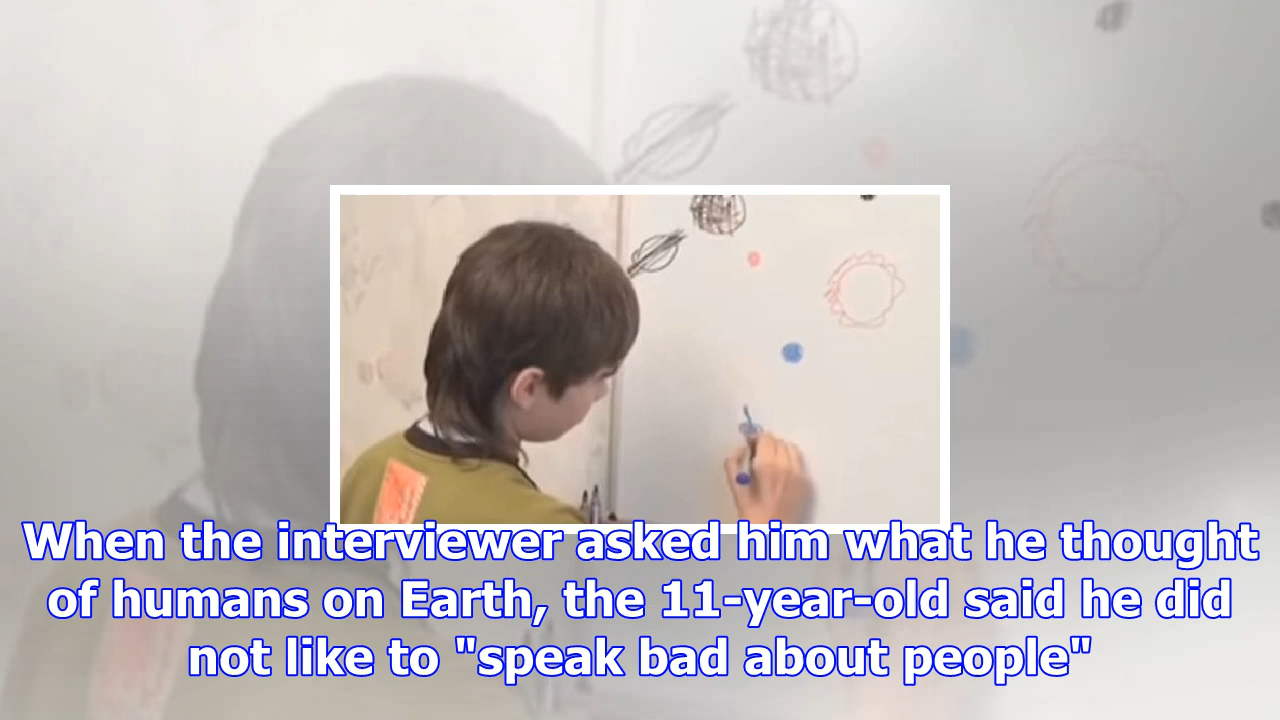 When the interviewer asked him what he thought
of humans on Earth, the 11-year-old said he did
not like to "speak bad about people"